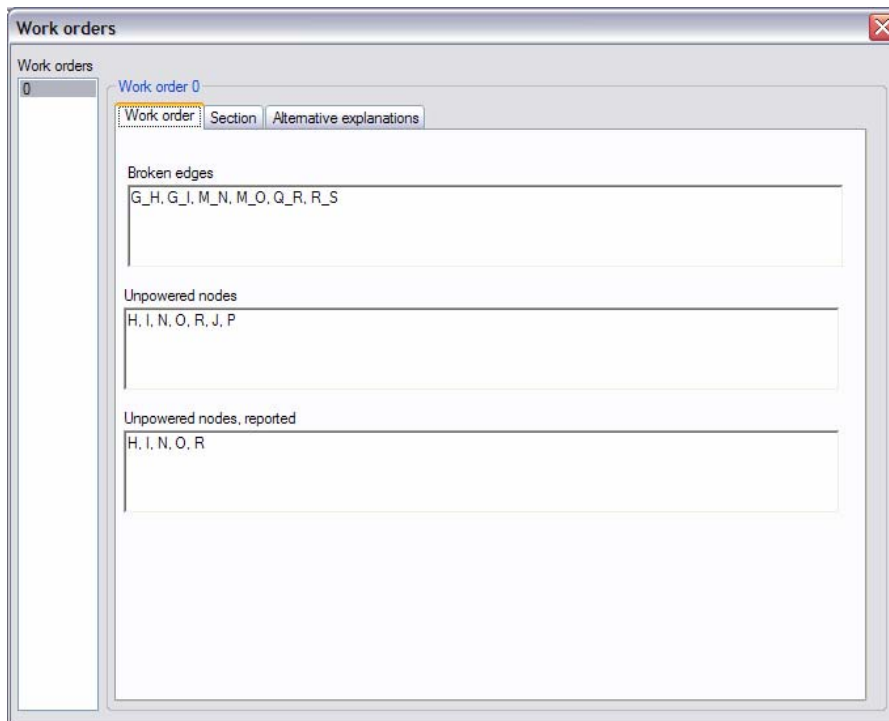 Work orders
Work orders
0
Work order 0
Work order Section Alternative explanations
Broken edges
G_H, G_I, M_N, M_O, Q_R, R_S
Unpowered nodes
H, I, N, O, R, J, P
Unpowered nodes, reported
H, I, N, O, R